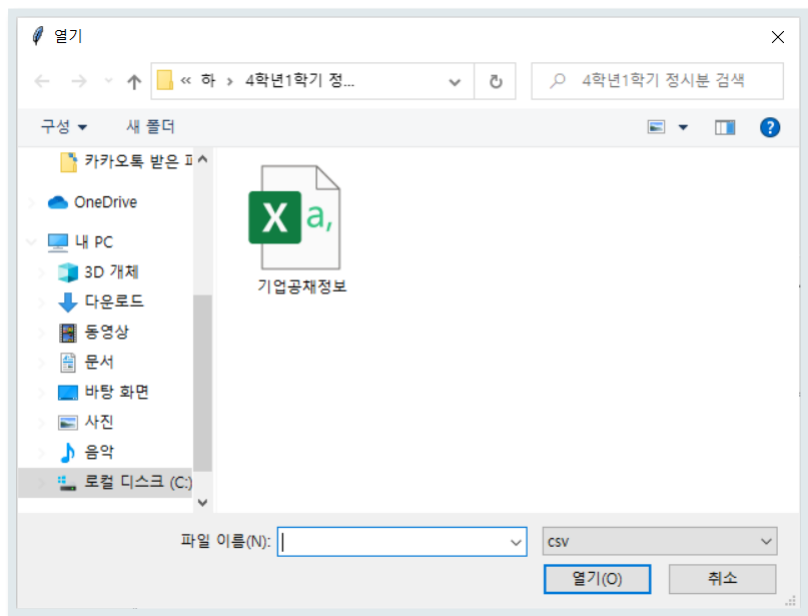 열기
« 하 › 4학년1학기 정...
4학년1학기 정시분 검색
구성
새 폴더
카카오톡 받은 파
OneDrive
내 PC
3D 개체
다운로드
동영상
문서
바탕 화면
사진
음악
로컬 디스크 (C:)
X a,
기업공채정보
파일 이름(N):
csv
열기(O)
취소